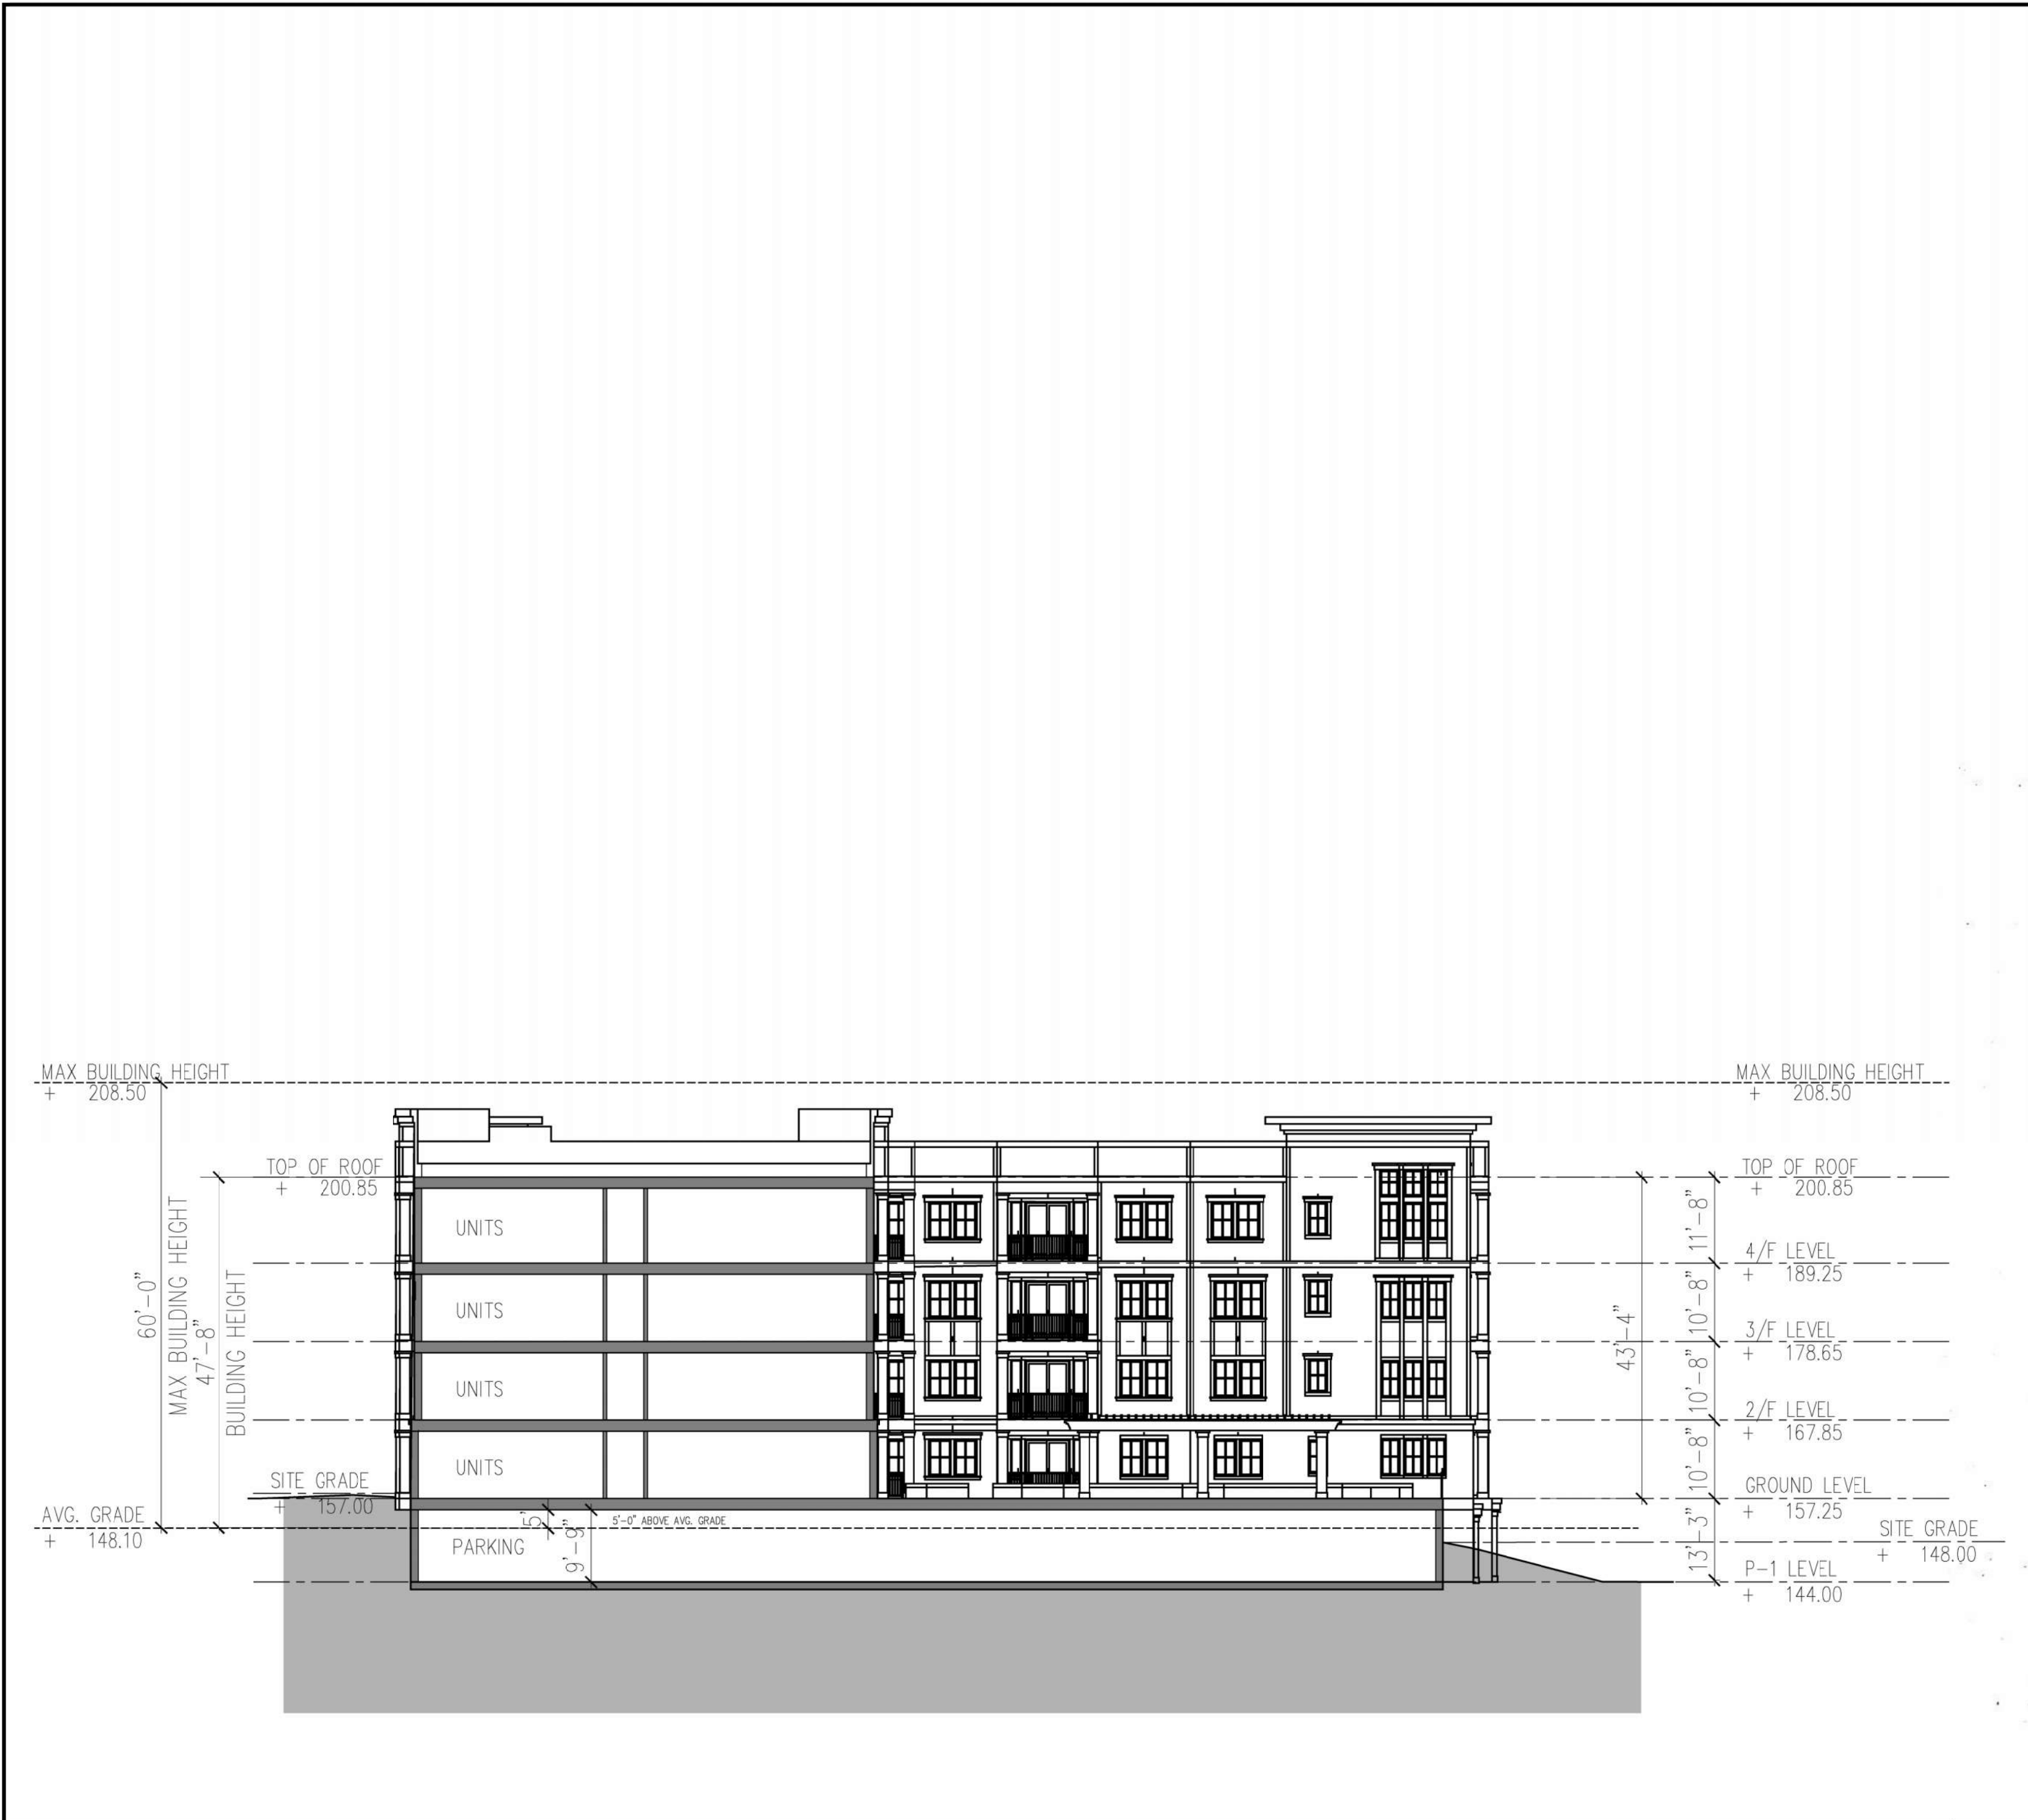 MAX BUILDING HEIGHT
+ 208.50
MAX BUILDING HEIGHT
+ 208.50
TOP OF ROOF
+ 200.85
TOP OF ROOF
+ 200.85
60'-0"
MAX BUILDING HEIGHT
47'-8"
BUILDING HEIGHT
UNITS
UNITS
UNITS
UNITS
43'-4"
11'-8"
10'-8"
10'-8"
10'-8"
13'-3"
4/F LEVEL
+ 189.25
3/F LEVEL
+ 178.65
2/F LEVEL
+ 167.85
SITE GRADE
+ 157.00
GROUND LEVEL
+ 157.25
AVG. GRADE
+ 148.10
5'
9'-9"
5'-0" ABOVE AVG. GRADE
PARKING
SITE GRADE
+ 148.00
P-1 LEVEL
+ 144.00